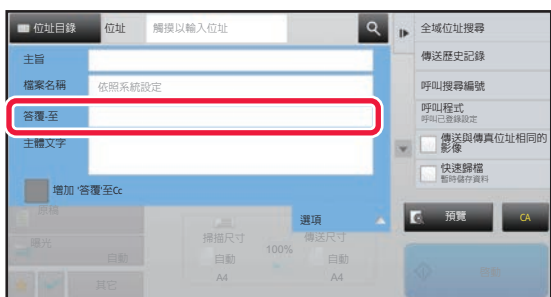 位址目錄
位址
觸摸以輸入位址
主旨
檔案名稱
依照系統設定
答覆-至
主體文字
增加 '答覆'至Cc
選項
原稿
曝光
自動
其它
掃描尺寸
自動
A4
100%
傳送尺寸
自動
A4
全域位址搜尋
傳送歷史記錄
呼叫搜尋編號
呼叫程式
呼叫已登錄設定
傳送與傳真位址相同的
影像
快速歸檔
暫時儲存資料
預覽
CA